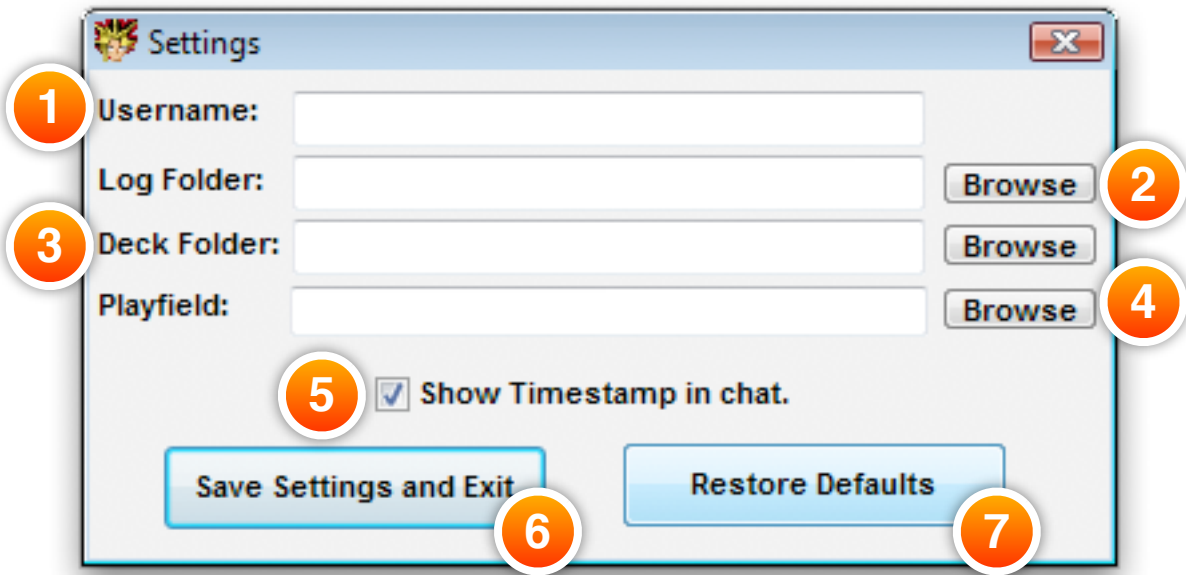 Settings
1 Username:
Log Folder: Browse 2
3 Deck Folder: Browse
Playfield: Browse 4
5 Show Timestamp in chat.
Save Settings and Exit Restore Defaults
6 7